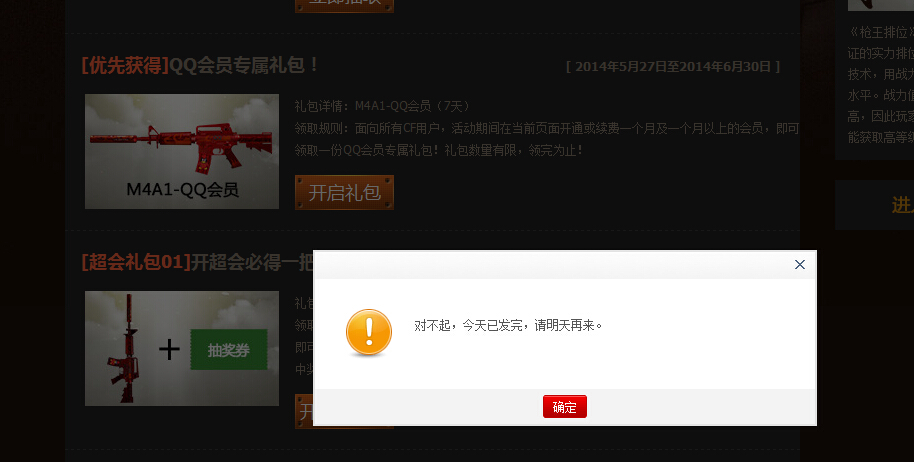 [优先获得]QQ会员专属礼包！
[ 2014年5月27日至2014年6月30日 ]
礼包详情：M4A1-QQ会员（7天）
领取规则：面向所有CF用户，活动期间在当前页面开通或续费一个月及一个月以上的会员，即可
领取一份QQ会员专属礼包！礼包数量有限，领完为止！
M4A1-QQ会员
开启礼包
[超会礼包01]开超会必得一把
抽奖券
对不起，今天已发完，请明天再来。
确定
《枪王排位》
证的实力排位
技术，用战力
水平。战力值
高，因此玩家
能获取高等级